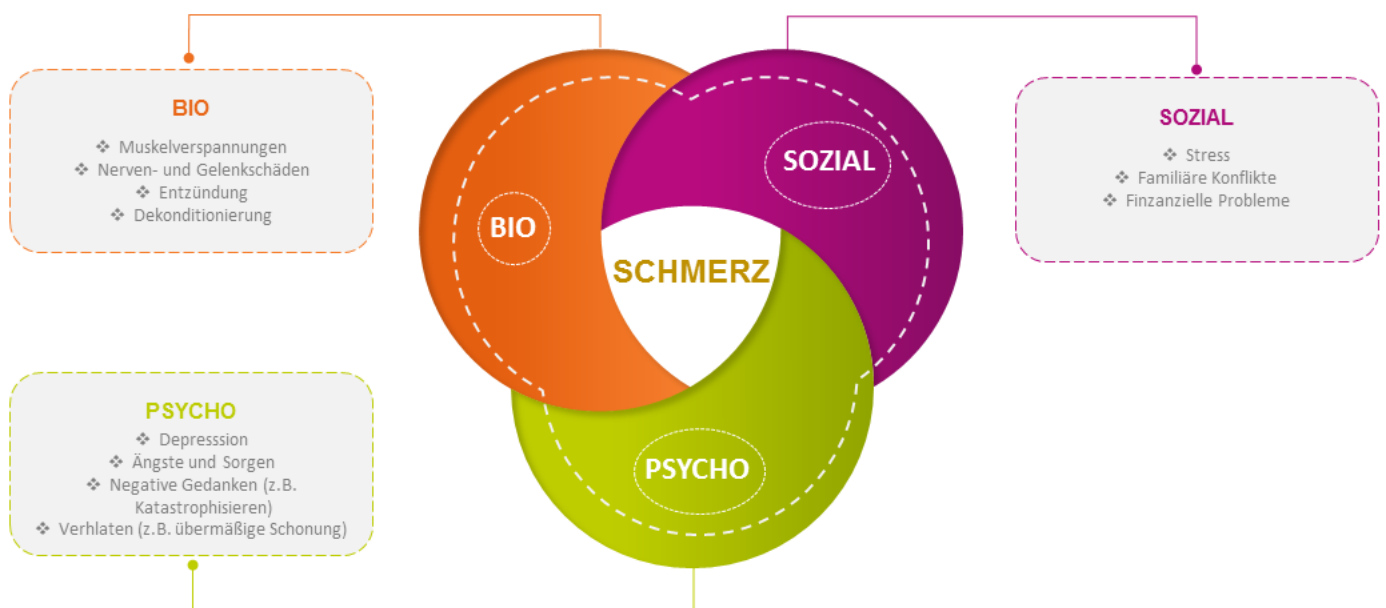 BIO
❖ Muskelverspannungen
❖ Nerven- und Gelenkschäden
❖ Entzündung
❖ Dekonditionierung
SOZIAL
❖ Stress
❖ Familiäre Konflikte
❖ Finzanzielle Probleme
SOZIAL
BIO
SCHMERZ
PSYCHO
PSYCHO
❖ Depresssion
❖ Ängste und Sorgen
❖ Negative Gedanken (z.B.
Katastrophisieren)
❖ Verhlaten (z.B. übermäßige Schonung)